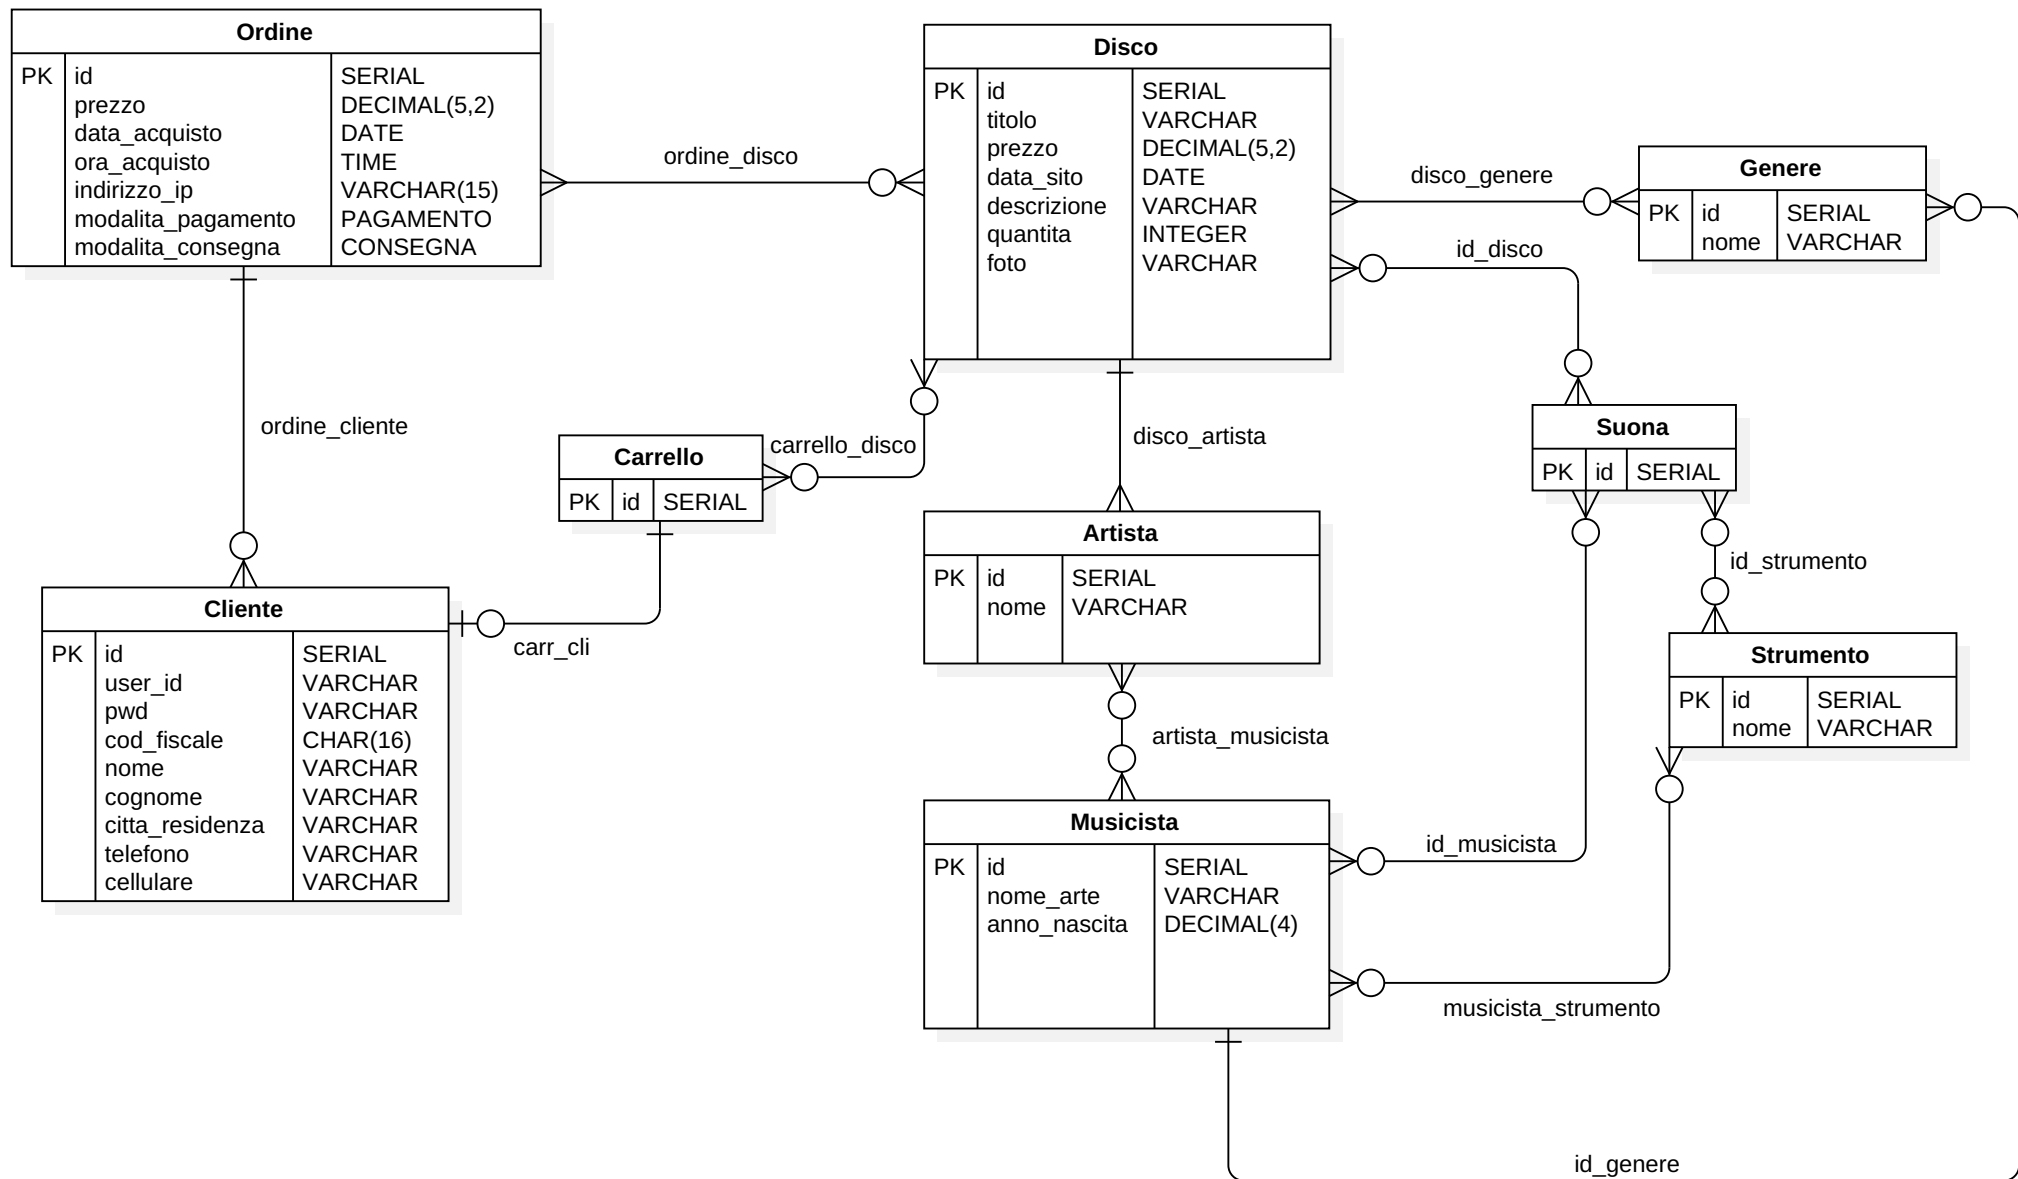 Ordine
PK id SERIAL
prezzo DECIMAL(5,2)
data_acquisto DATE
ora_acquisto TIME
indirizzo_ip VARCHAR(15)
modalita_pagamento PAGAMENTO
modalita_consegna CONSEGNA
ordine_disco
Disco
PK id SERIAL
titolo VARCHAR
prezzo DECIMAL(5,2)
data_sito DATE
descrizione VARCHAR
quantita INTEGER
foto VARCHAR
disco_genere
Genere
PK id SERIAL
nome VARCHAR
id_disco
ordine_cliente
Carrello
PK id SERIAL
carrello_disco
disco_artista
Suona
PK id SERIAL
Artista
PK id SERIAL
nome VARCHAR
id_strumento
Cliente
PK id SERIAL
user_id VARCHAR
pwd VARCHAR
cod_fiscale CHAR(16)
nome VARCHAR
cognome VARCHAR
citta_residenza VARCHAR
telefono VARCHAR
cellulare VARCHAR
carr_cli
Strumento
PK id SERIAL
nome VARCHAR
artista_musicista
Musicista
PK id SERIAL
nome_arte VARCHAR
anno_nascita DECIMAL(4)
id_musicista
musicista_strumento
id_genere